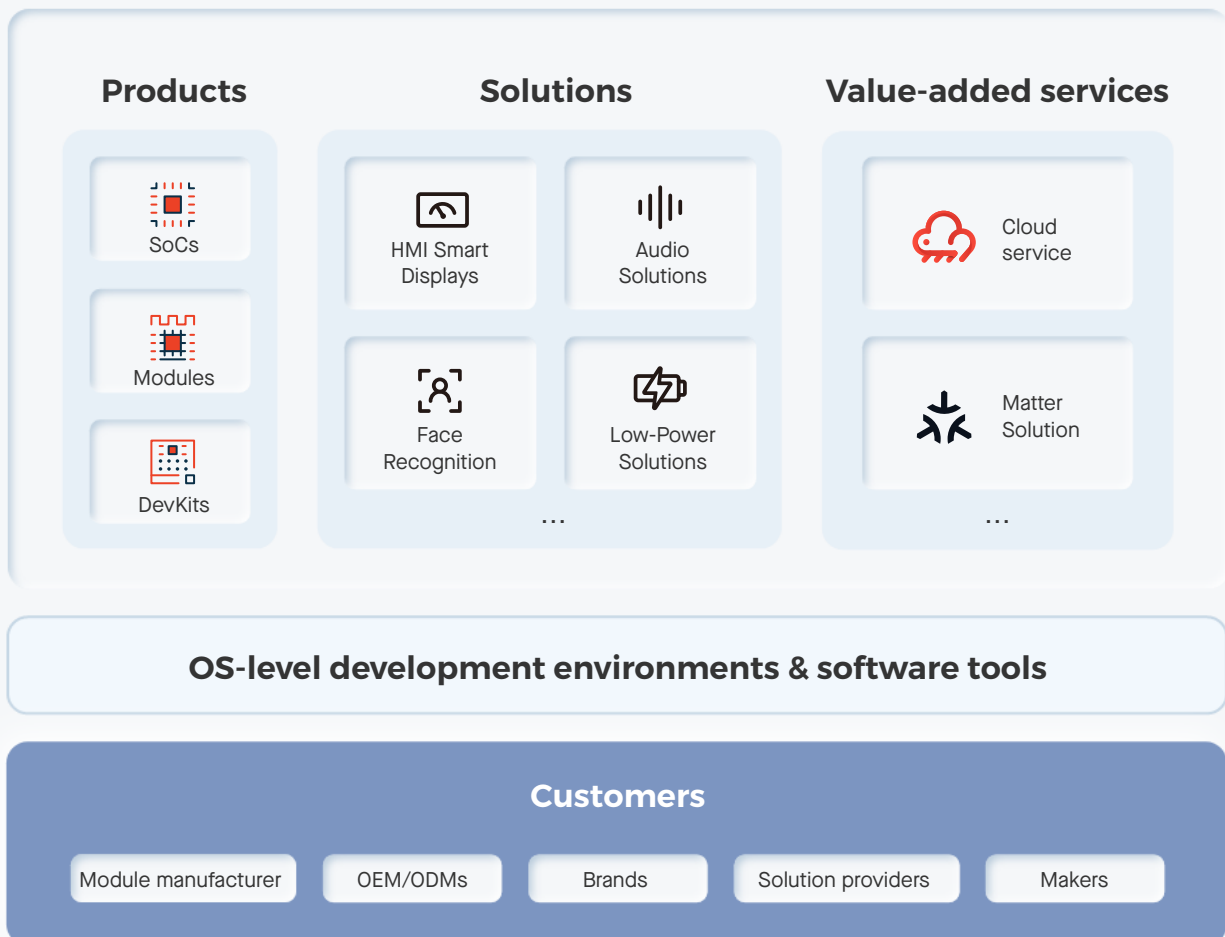 Products
SoCs
Modules
DevKits
Solutions
HMI Smart
Displays
Audio
Solutions
Face
Recognition
Low-Power
Solutions
...
Value-added services
Cloud
service
Matter
Solution
...
OS-level development environments & software tools
Customers
Module manufacturer
OEM/ODMs
Brands
Solution providers
Makers